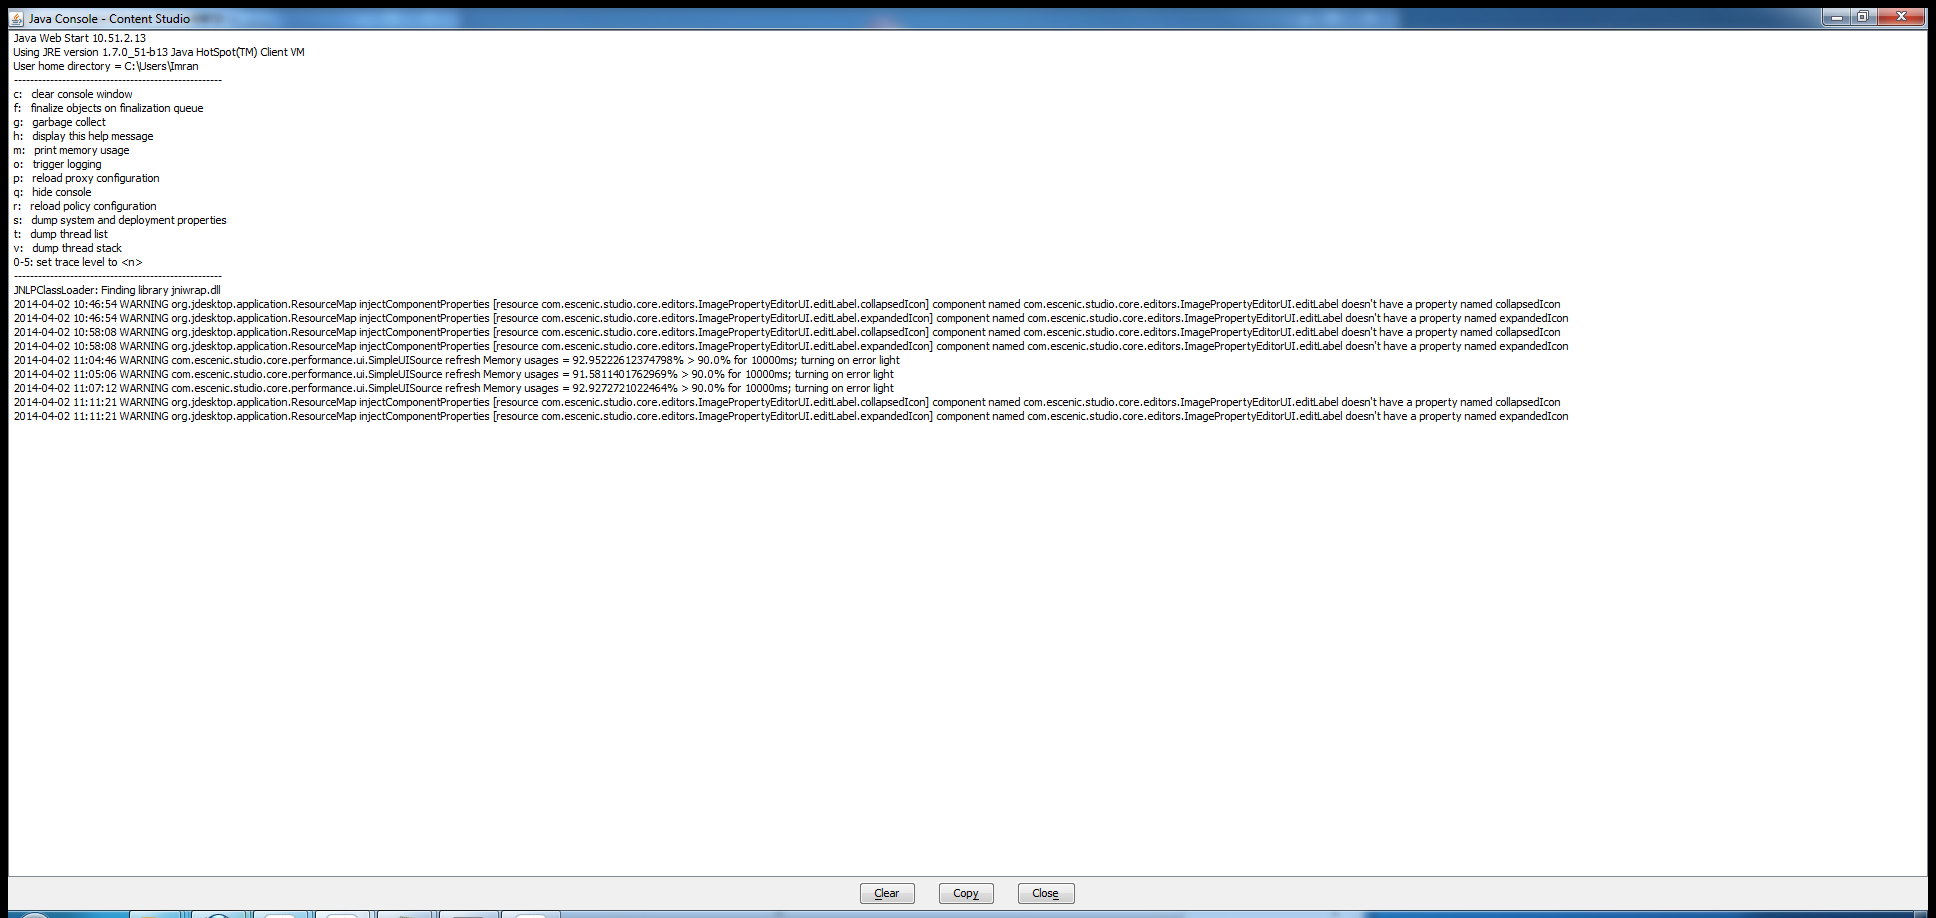 Java Console - Content Studio
Java Web Start 10.51.2.13
Using JRE version 1.7.0_51-b13 Java HotSpot(TM) Client VM
User home directory = C:\Users\Imran
----------------------------------------------------
c:   clear console window
f:   finalize objects on finalization queue
g:   garbage collect
h:   display this help message
m:   print memory usage
o:   trigger logging
p:   reload proxy configuration
q:   hide console
r:   reload policy configuration
s:   dump system and deployment properties
t:   dump thread list
v:   dump thread stack
0-5: set trace level to <n>
----------------------------------------------------
JNLPClassLoader: Finding library jniwrap.dll
2014-04-02 10:46:54 WARNING org.jdesktop.application.ResourceMap injectComponentProperties [resource com.escenic.studio.core.editors.ImagePropertyEditorUI.editLabel.collapsedIcon] component named com.escenic.studio.core.editors.ImagePropertyEditorUI.editLabel doesn't have a property named collapsedIcon
2014-04-02 10:46:54 WARNING org.jdesktop.application.ResourceMap injectComponentProperties [resource com.escenic.studio.core.editors.ImagePropertyEditorUI.editLabel.expandedIcon] component named com.escenic.studio.core.editors.ImagePropertyEditorUI.editLabel doesn't have a property named expandedIcon
2014-04-02 10:58:08 WARNING org.jdesktop.application.ResourceMap injectComponentProperties [resource com.escenic.studio.core.editors.ImagePropertyEditorUI.editLabel.collapsedIcon] component named com.escenic.studio.core.editors.ImagePropertyEditorUI.editLabel doesn't have a property named collapsedIcon
2014-04-02 10:58:08 WARNING org.jdesktop.application.ResourceMap injectComponentProperties [resource com.escenic.studio.core.editors.ImagePropertyEditorUI.editLabel.expandedIcon] component named com.escenic.studio.core.editors.ImagePropertyEditorUI.editLabel doesn't have a property named expandedIcon
2014-04-02 11:04:46 WARNING com.escenic.studio.core.performance.ui.SimpleUISource refresh Memory usages = 92.95222612374798% > 90.0% for 10000ms; turning on error light
2014-04-02 11:05:06 WARNING com.escenic.studio.core.performance.ui.SimpleUISource refresh Memory usages = 91.5811401762969% > 90.0% for 10000ms; turning on error light
2014-04-02 11:07:12 WARNING com.escenic.studio.core.performance.ui.SimpleUISource refresh Memory usages = 92.9272721022464% > 90.0% for 10000ms; turning on error light
2014-04-02 11:11:21 WARNING org.jdesktop.application.ResourceMap injectComponentProperties [resource com.escenic.studio.core.editors.ImagePropertyEditorUI.editLabel.collapsedIcon] component named com.escenic.studio.core.editors.ImagePropertyEditorUI.editLabel doesn't have a property named collapsedIcon
2014-04-02 11:11:21 WARNING org.jdesktop.application.ResourceMap injectComponentProperties [resource com.escenic.studio.core.editors.ImagePropertyEditorUI.editLabel.expandedIcon] component named com.escenic.studio.core.editors.ImagePropertyEditorUI.editLabel doesn't have a property named expandedIcon
Clear Copy Close